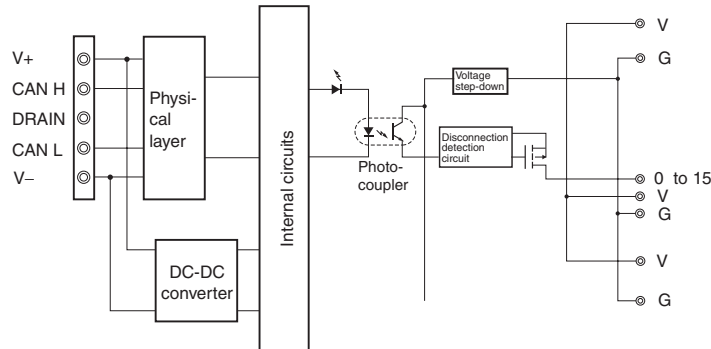 V+
CAN H
DRAIN
CAN L
V−
Physi-
cal
layer
DC-DC
converter
Internal circuits
Photo-
coupler
Voltage
step-down
Disconnection
detection
circuit
V
G
0 to 15
V
G
V
G